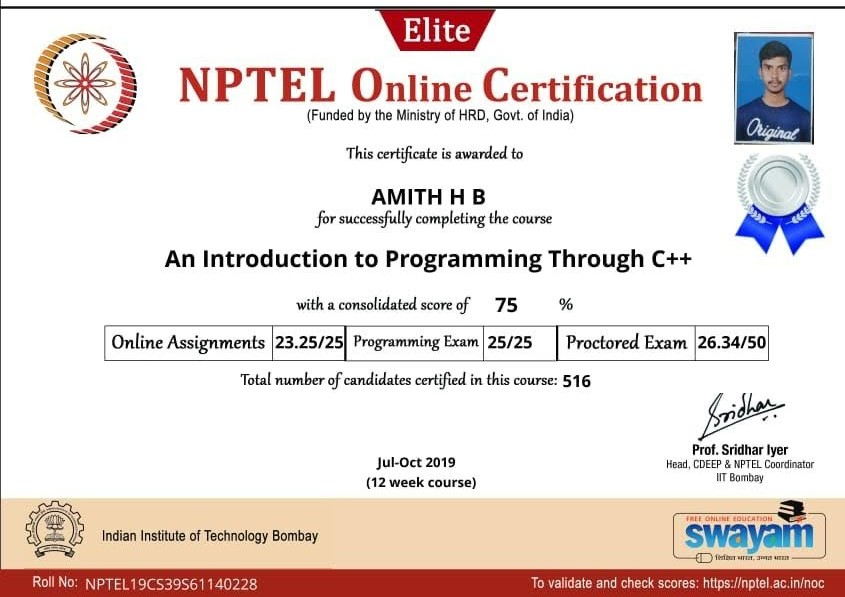 Elite
NPTEL Online Certification
(Funded by the Ministry of HRD, Govt. of India)
Original
This certificate is awarded to
AMITH H B
for successfully completing the course
An Introduction to Programming Through C++
with a consolidated score of 75 %
Online Assignments 23.25/25 Programming Exam 25/25 Proctored Exam 26.34/50
Total number of candidates certified in this course: 516
Sridhar
Prof. Sridhar Iyer
Head, CDEEP & NPTEL Coordinator
IIT Bombay
Jul-Oct 2019
(12 week course)
Indian Institute of Technology Bombay
FREE ONLINE EDUCATION
swayam
शिक्षित भारत, उन्नत भारत
Roll No: NPTEL19CS39S61140228
To validate and check scores: https://nptel.ac.in/noc